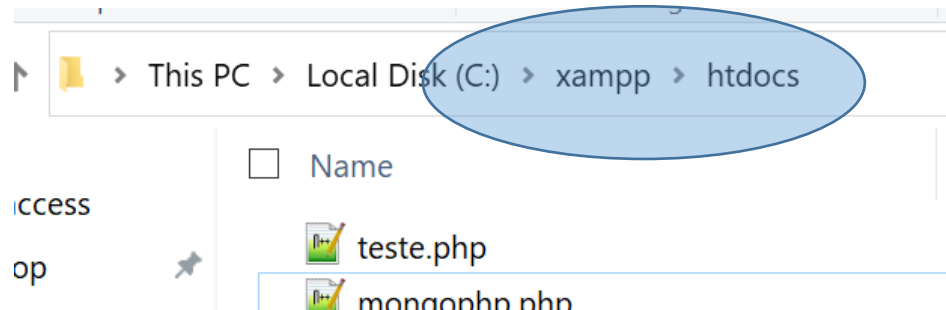 This PC > Local Disk (C:) > xampp > htdocs
Name
ccess
teste.php
op
mongophp.php